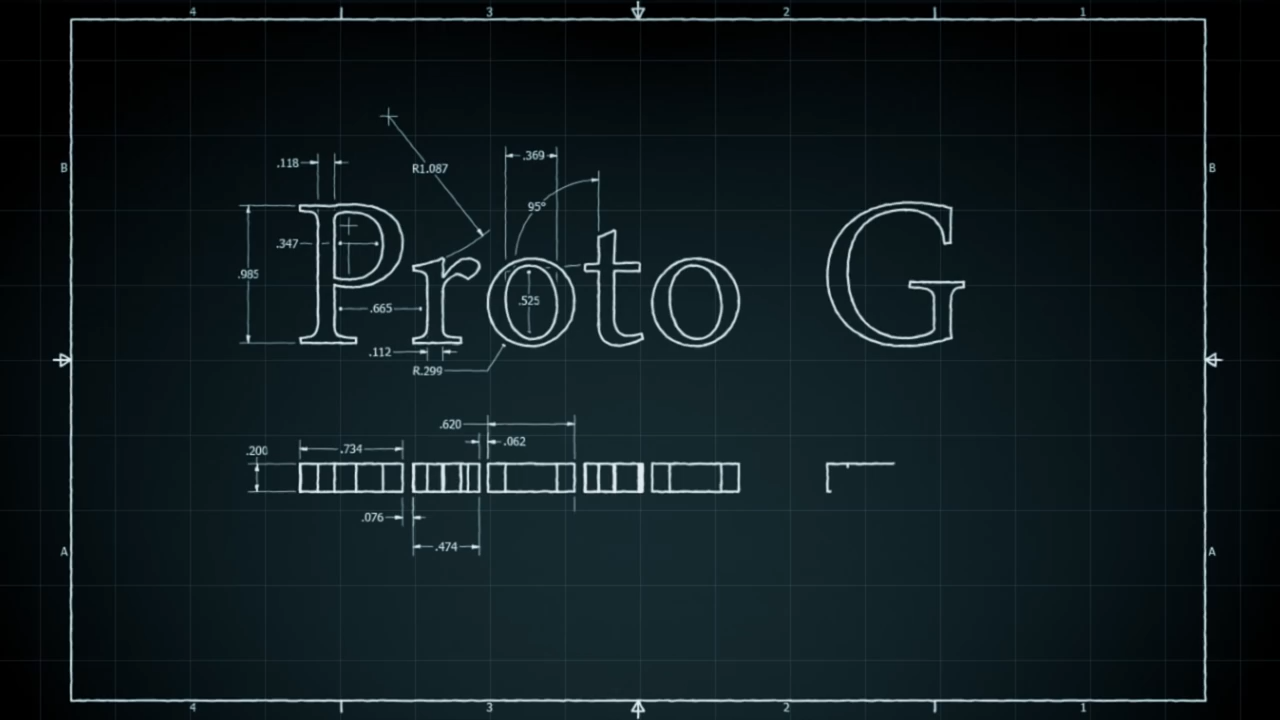 4 3 2 1
B B
.118 R1.087 .369
95°
.347
.985
.525
.665
.112
R.299
Proto G
.620
.062
.200 .734
.076
.474
A A
4 3 2 1